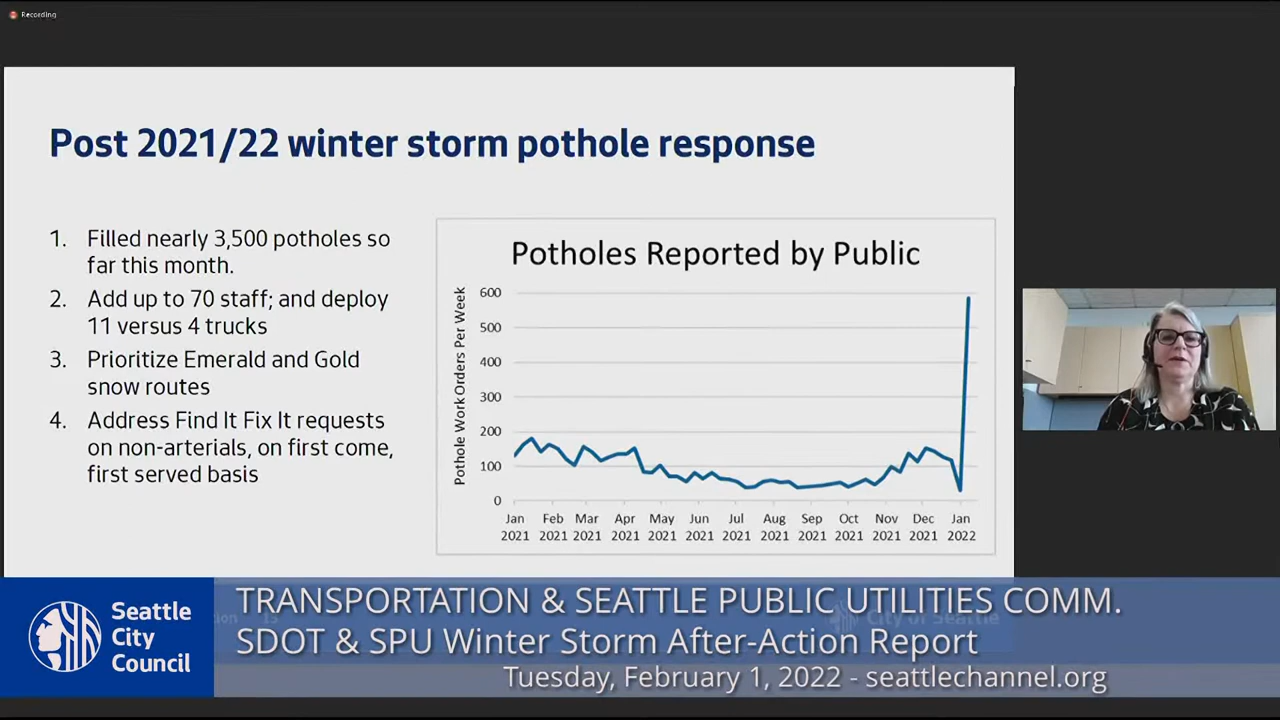 Recording
Post 2021/22 winter storm pothole response
1. Filled nearly 3,500 potholes so
far this month.
2. Add up to 70 staff; and deploy
11 versus 4 trucks
3. Prioritize Emerald and Gold
snow routes
4. Address Find It Fix It requests
on non-arterials, on first come,
first served basis
Potholes Reported by Public
Pothole Work Orders Per Week
600
500
400
300
200
100
0
Jan Feb Mar Apr May Jun Jul Aug Sep Oct Nov Dec Jan
2021 2021 2021 2021 2021 2021 2021 2021 2021 2021 2021 2021 2022
Seattle
City
Council
TRANSPORTATION & SEATTLE PUBLIC UTILITIES COMM.
City of Seattle
SDOT & SPU Winter Storm After-Action Report
Tuesday, February 1, 2022 - seattlechannel.org